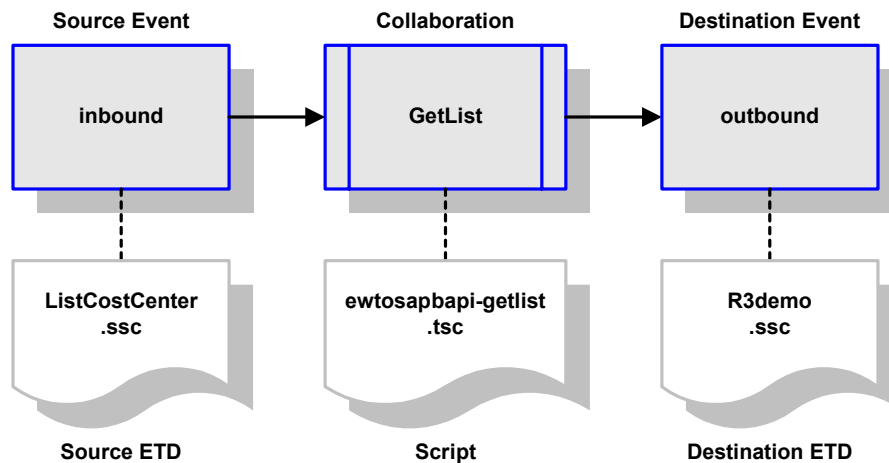 Source Event
Collaboration
Destination Event
inbound
GetList
outbound
ListCostCenter
.ssc
ewtosapbapi-getlist
.tsc
R3demo
.ssc
Source ETD
Script
Destination ETD